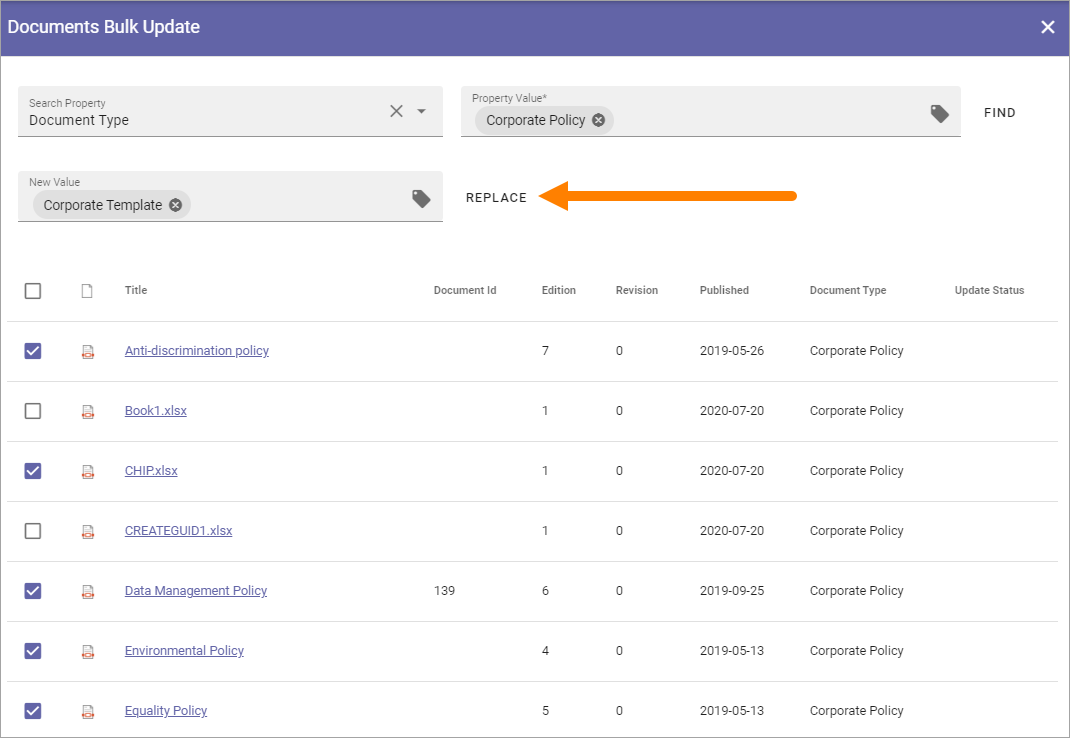 Documents Bulk Update
Search Property
Document Type
Property Value*
Corporate Policy
FIND
New Value
Corporate Template
REPLACE
Title Document Id Edition Revision Published Document Type Update Status
Anti-discrimination policy 7 0 2019-05-26 Corporate Policy
Book1.xlsx 1 0 2020-07-20 Corporate Policy
CHIP.xlsx 1 0 2020-07-20 Corporate Policy
CREATEGUID1.xlsx 1 0 2020-07-20 Corporate Policy
Data Management Policy 139 6 0 2019-09-25 Corporate Policy
Environmental Policy 4 0 2019-05-13 Corporate Policy
Equality Policy 5 0 2019-05-13 Corporate Policy